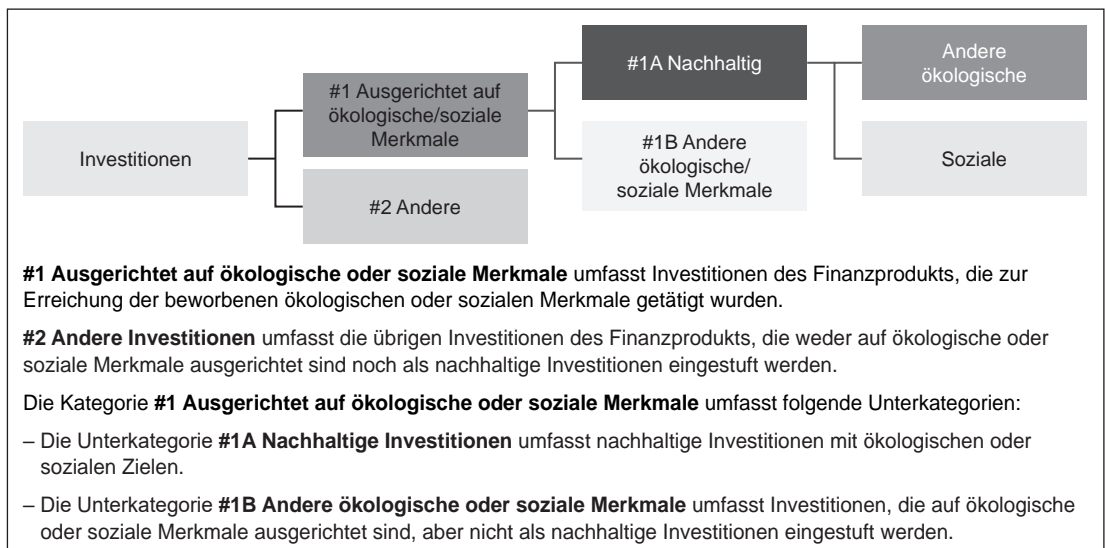 Investitionen
#1 Ausgerichtet auf
ökologische/soziale
Merkmale
#2 Andere
#1A Nachhaltig
#1B Andere
ökologische/
soziale Merkmale
Andere
ökologische
Soziale
#1 Ausgerichtet auf ökologische oder soziale Merkmale umfasst Investitionen des Finanzprodukts, die zur
Erreichung der beworbenen ökologischen oder sozialen Merkmale getätigt wurden.
#2 Andere Investitionen umfasst die übrigen Investitionen des Finanzprodukts, die weder auf ökologische oder
soziale Merkmale ausgerichtet sind noch als nachhaltige Investitionen eingestuft werden.
Die Kategorie #1 Ausgerichtet auf ökologische oder soziale Merkmale umfasst folgende Unterkategorien:
– Die Unterkategorie #1A Nachhaltige Investitionen umfasst nachhaltige Investitionen mit ökologischen oder
sozialen Zielen.
– Die Unterkategorie #1B Andere ökologische oder soziale Merkmale umfasst Investitionen, die auf ökologische
oder soziale Merkmale ausgerichtet sind, aber nicht als nachhaltige Investitionen eingestuft werden.